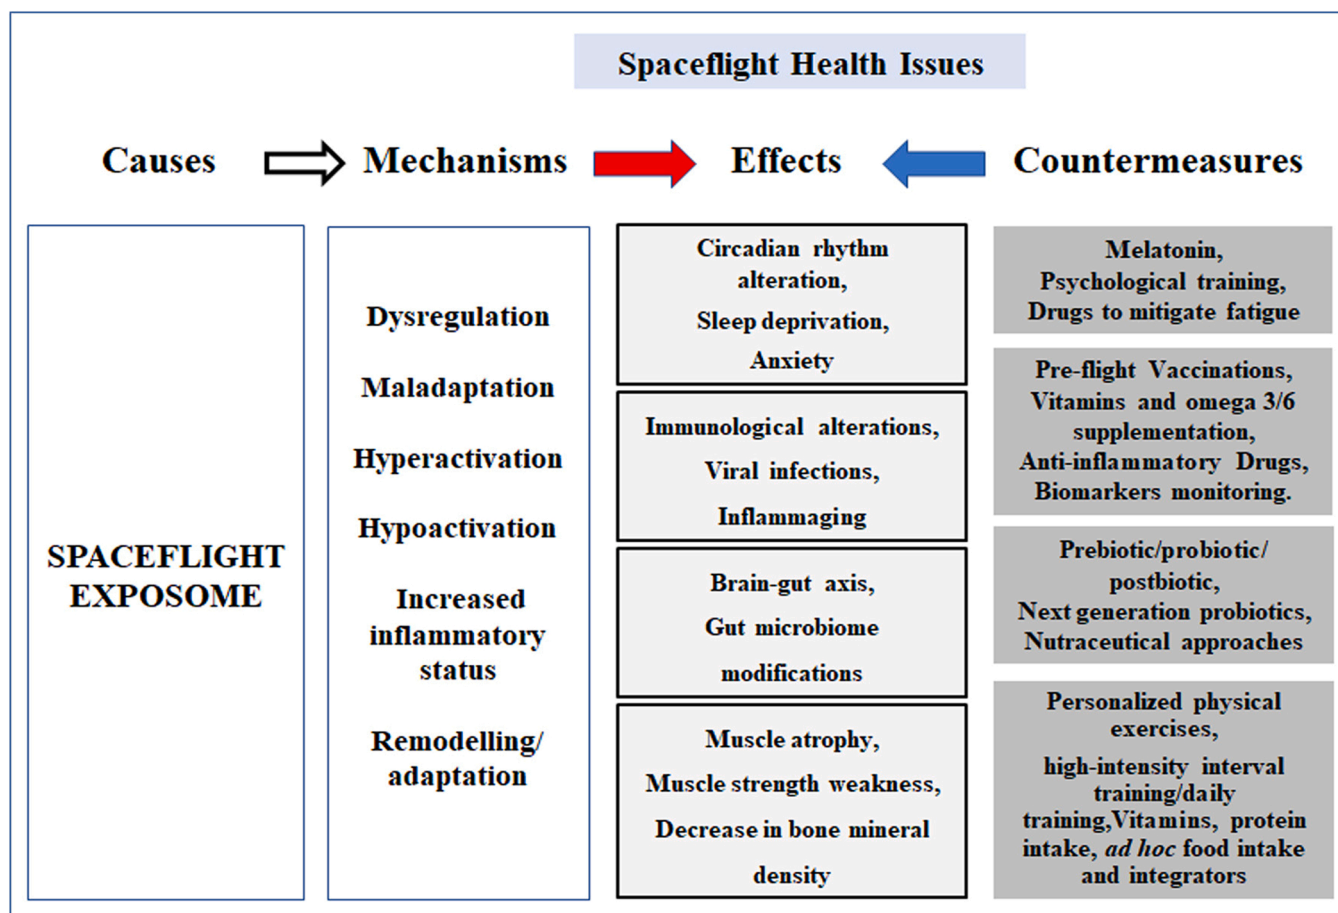 Spaceflight Health Issues
Causes
Mechanisms
Effects
Countermeasures
SPACEFLIGHT
EXPOSOME
Dysregulation
Maladaptation
Hyperactivation
Hypoactivation
Increased
inflammatory
status
Remodelling/
adaptation
Circadian rhythm
alteration,
Sleep deprivation,
Anxiety
Immunological alterations,
Viral infections,
Inflammaging
Brain-gut axis,
Gut microbiome
modifications
Muscle atrophy,
Muscle strength weakness,
Decrease in bone mineral
density
Melatonin,
Psychological training,
Drugs to mitigate fatigue
Pre-flight Vaccinations,
Vitamins and omega 3/6
supplementation,
Anti-inflammatory Drugs,
Biomarkers monitoring.
Prebiotic/probiotic/
postbiotic,
Next generation probiotics,
Nutraceutical approaches
Personalized physical
exercises,
high-intensity interval
training/daily
training,Vitamins, protein
intake, ad hoc food intake
and integrators